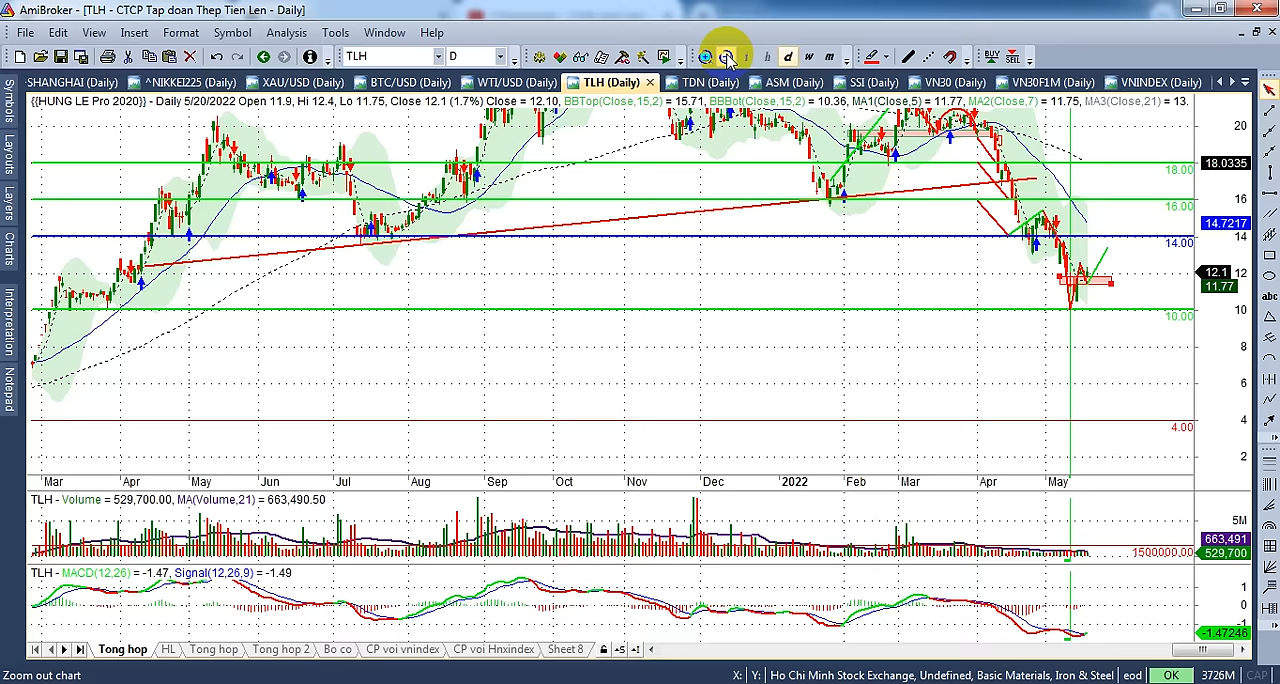 AmiBroker - [TLH - CTCP Tap doan Thep Tien Len - Daily]
File Edit View Insert Format Symbol Analysis Tools Window Help
TLH D i h d w m BUY SELL
SHANGHAI (Daily) ^NIKKEI225 (Daily) XAU/USD (Daily) BTC/USD (Daily) WTI/USD (Daily) TLH (Daily) TDN (Daily) ASM (Daily) SSI (Daily) VN30 (Daily) VN30F1M (Daily) VNINDEX (Daily)
Symbols
Layouts
Layers
Charts
Interpretation
Notepad
abc
{{HUNG LE Pro 2020}} - Daily 5/20/2022 Open 11.9, Hi 12.4, Lo 11.75, Close 12.1 (1.7%) Close = 12.10, BBTop(Close,15,2) = 15.71, BBBot(Close,15,2) = 10.36, MA1(Close,5) = 11.77, MA2(Close,7) = 11.75, MA3(Close,21) = 13.
20
18.0335
18.00
16
16.00
14.7217
14
14.00
12
12.1
11.77
10
10.00
8
6
4
4.00
2
Mar Apr May Jun Jul Aug Sep Oct Nov Dec 2022 Feb Mar Apr May
TLH - Volume = 529,700.00, MA(Volume,21) = 663,490.50
5M
663,491
1500000.00
529,700
TLH - MACD(12,26) = -1.47, Signal(12,26,9) = -1.49
1
0
-1
-1.47246
Tong hop HL Tong hop Tong hop 2 Bo co CP voi Hnxindex Sheet 8
Zoom out chart X: Y: Ho Chi Minh Stock Exchange, Undefined, Basic Materials, Iron & Steel eod OK 3726M CAP